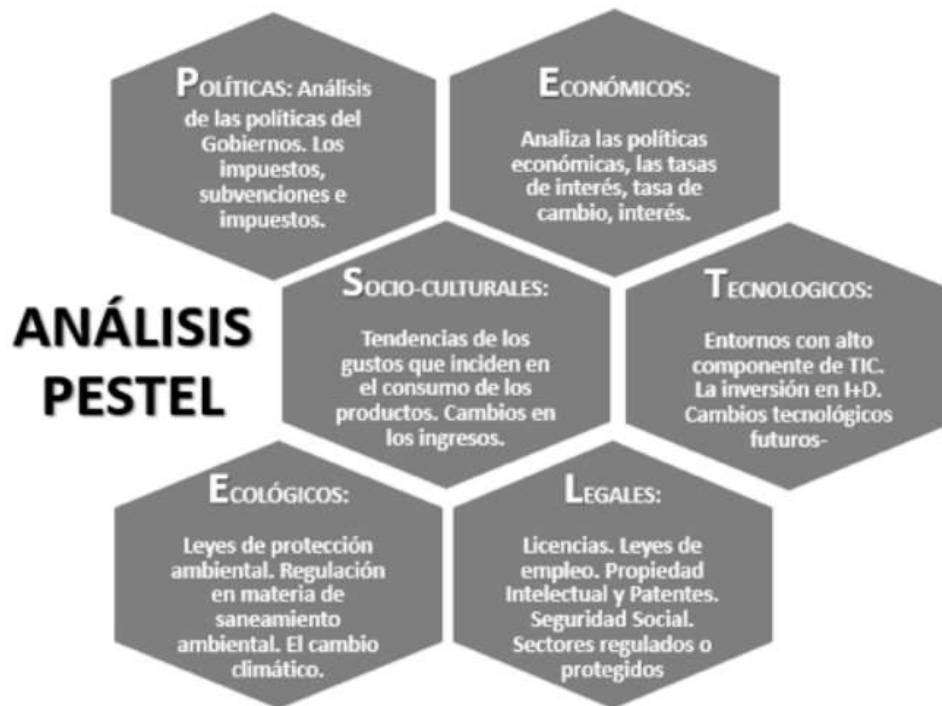 POLÍTICAS: Análisis
de las políticas del
Gobiernos. Los
impuestos,
subvenciones e
impuestos.
ECONÓMICOS:
Analiza las políticas
económicas, las tasas
de interés, tasa de
cambio, interés.
ANÁLISIS
PESTEL
SOCIO-CULTURALES:
Tendencias de los
gustos que inciden en
el consumo de los
productos. Cambios en
los ingresos.
TECNOLOGICOS:
Entornos con alto
componente de TIC.
La inversión en I+D.
Cambios tecnológicos
futuros-
ECOLÓGICOS:
Leyes de protección
ambiental. Regulación
en materia de
saneamiento
ambiental. El cambio
climático.
LEGALES:
Licencias. Leyes de
empleo. Propiedad
Intelectual y Patentes.
Seguridad Social.
Sectores regulados o
protegidos